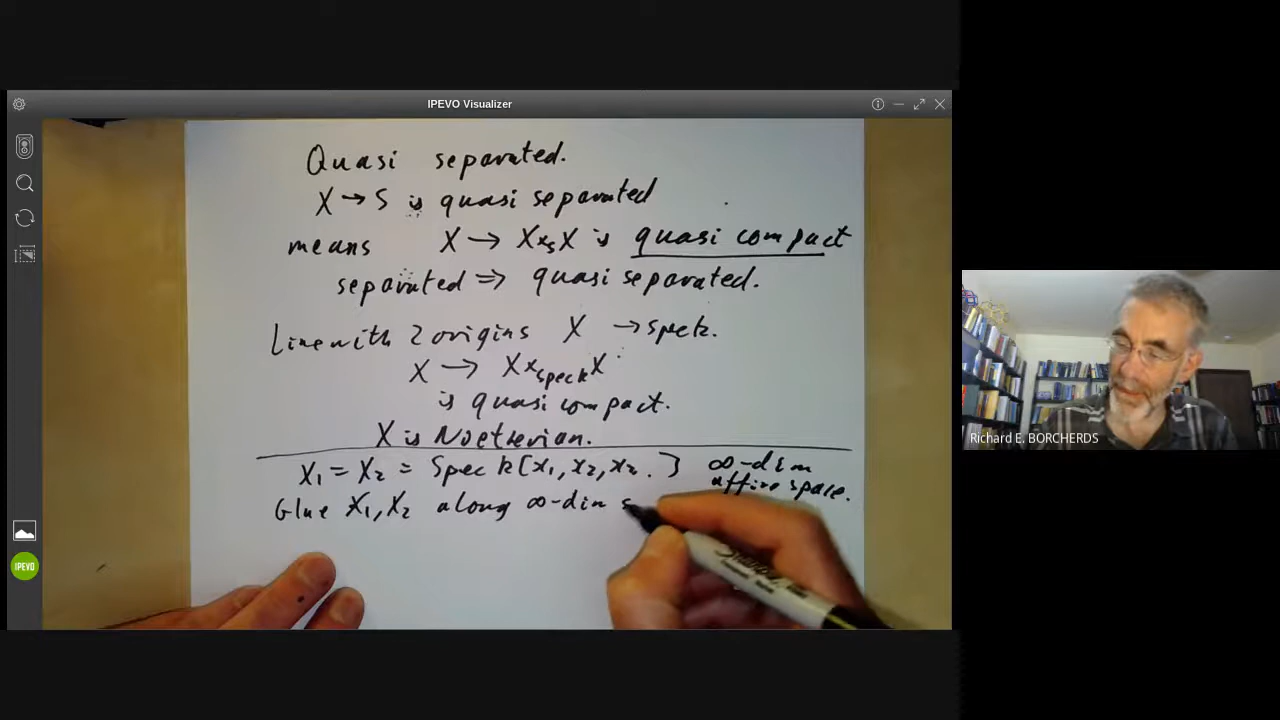 IPEVO Visualizer
Quasi separated.
X → S is quasi separated
means X → X×ₛX is quasi compact
separated ⇒ quasi separated.
Line with 2 origins X → spec k.
X → X ×spec k X
is quasi compact.
X is Noetherian.
X₁ = X₂ = Spec k[x₁, x₂, x₃ . ] ∞-dim
affine space.
Glue X₁, X₂ along ∞-dim s
IPEVO
Richard E. BORCHERDS